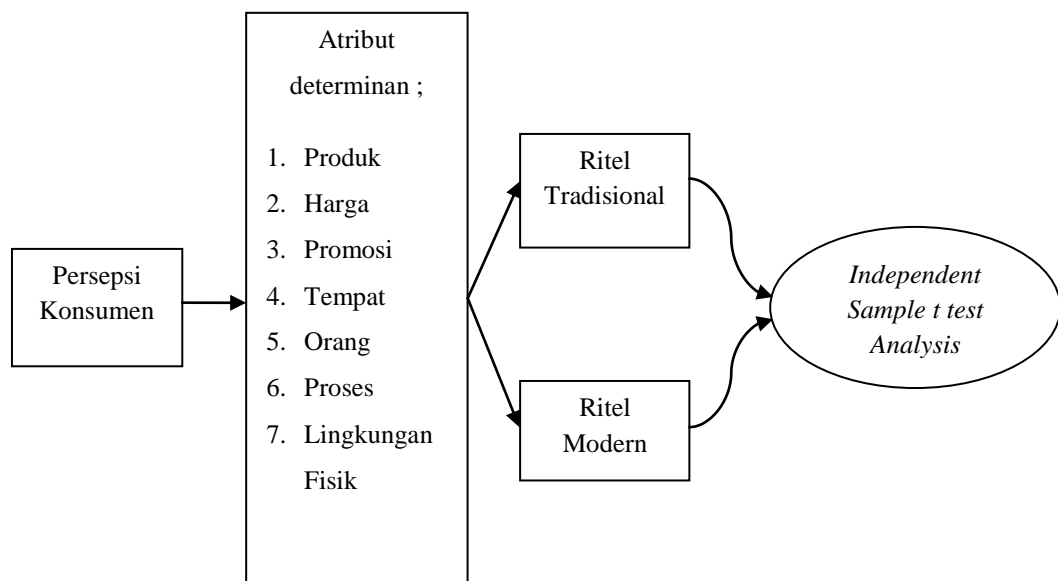 Persepsi
Konsumen
Atribut
determinan ;
1. Produk
2. Harga
3. Promosi
4. Tempat
5. Orang
6. Proses
7. Lingkungan
Fisik
Ritel
Tradisional
Ritel
Modern
Independent
Sample t test
Analysis